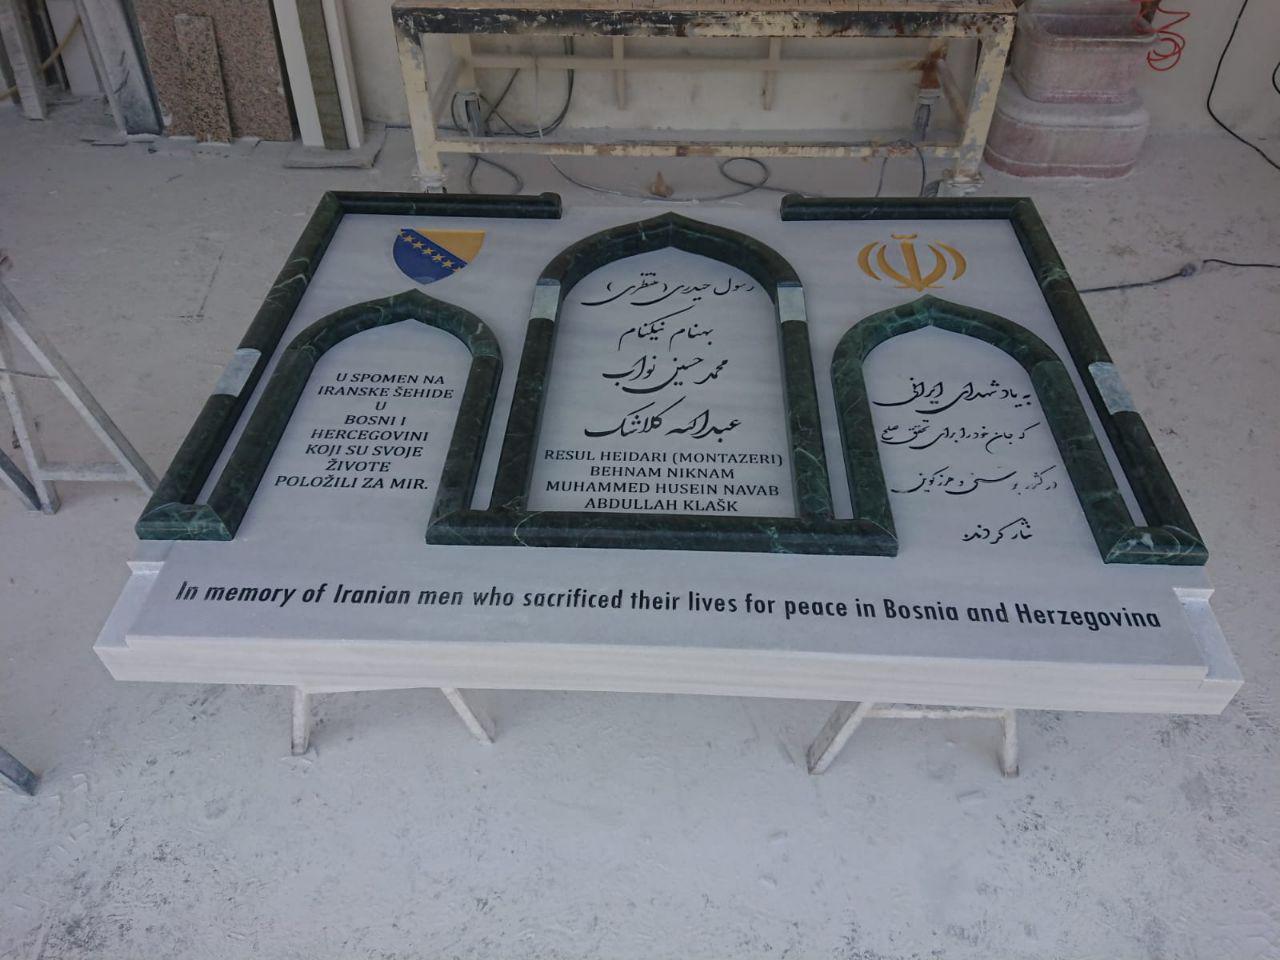 U SPOMEN NA
IRANSKE ŠEHIDE
U
BOSNI I
HERCEGOVINI
KOJI SU SVOJE
ŽIVOTE
POLOŽILI ZA MIR.
رسول حیدری (منتظری)
بهنام نیکنام
محمد حسین نواب
عبدالله کلاشک
RESUL HEIDARI (MONTAZERI)
BEHNAM NIKNAM
MUHAMMED HUSEIN NAVAB
ABDULLAH KLAŠK
به یاد شهدای ایرانی
که جان خود را برای تحقق صلح
در کشور بوسنی و هرزگوین
نثار کردند
In memory of Iranian men who sacrificed their lives for peace in Bosnia and Herzegovina